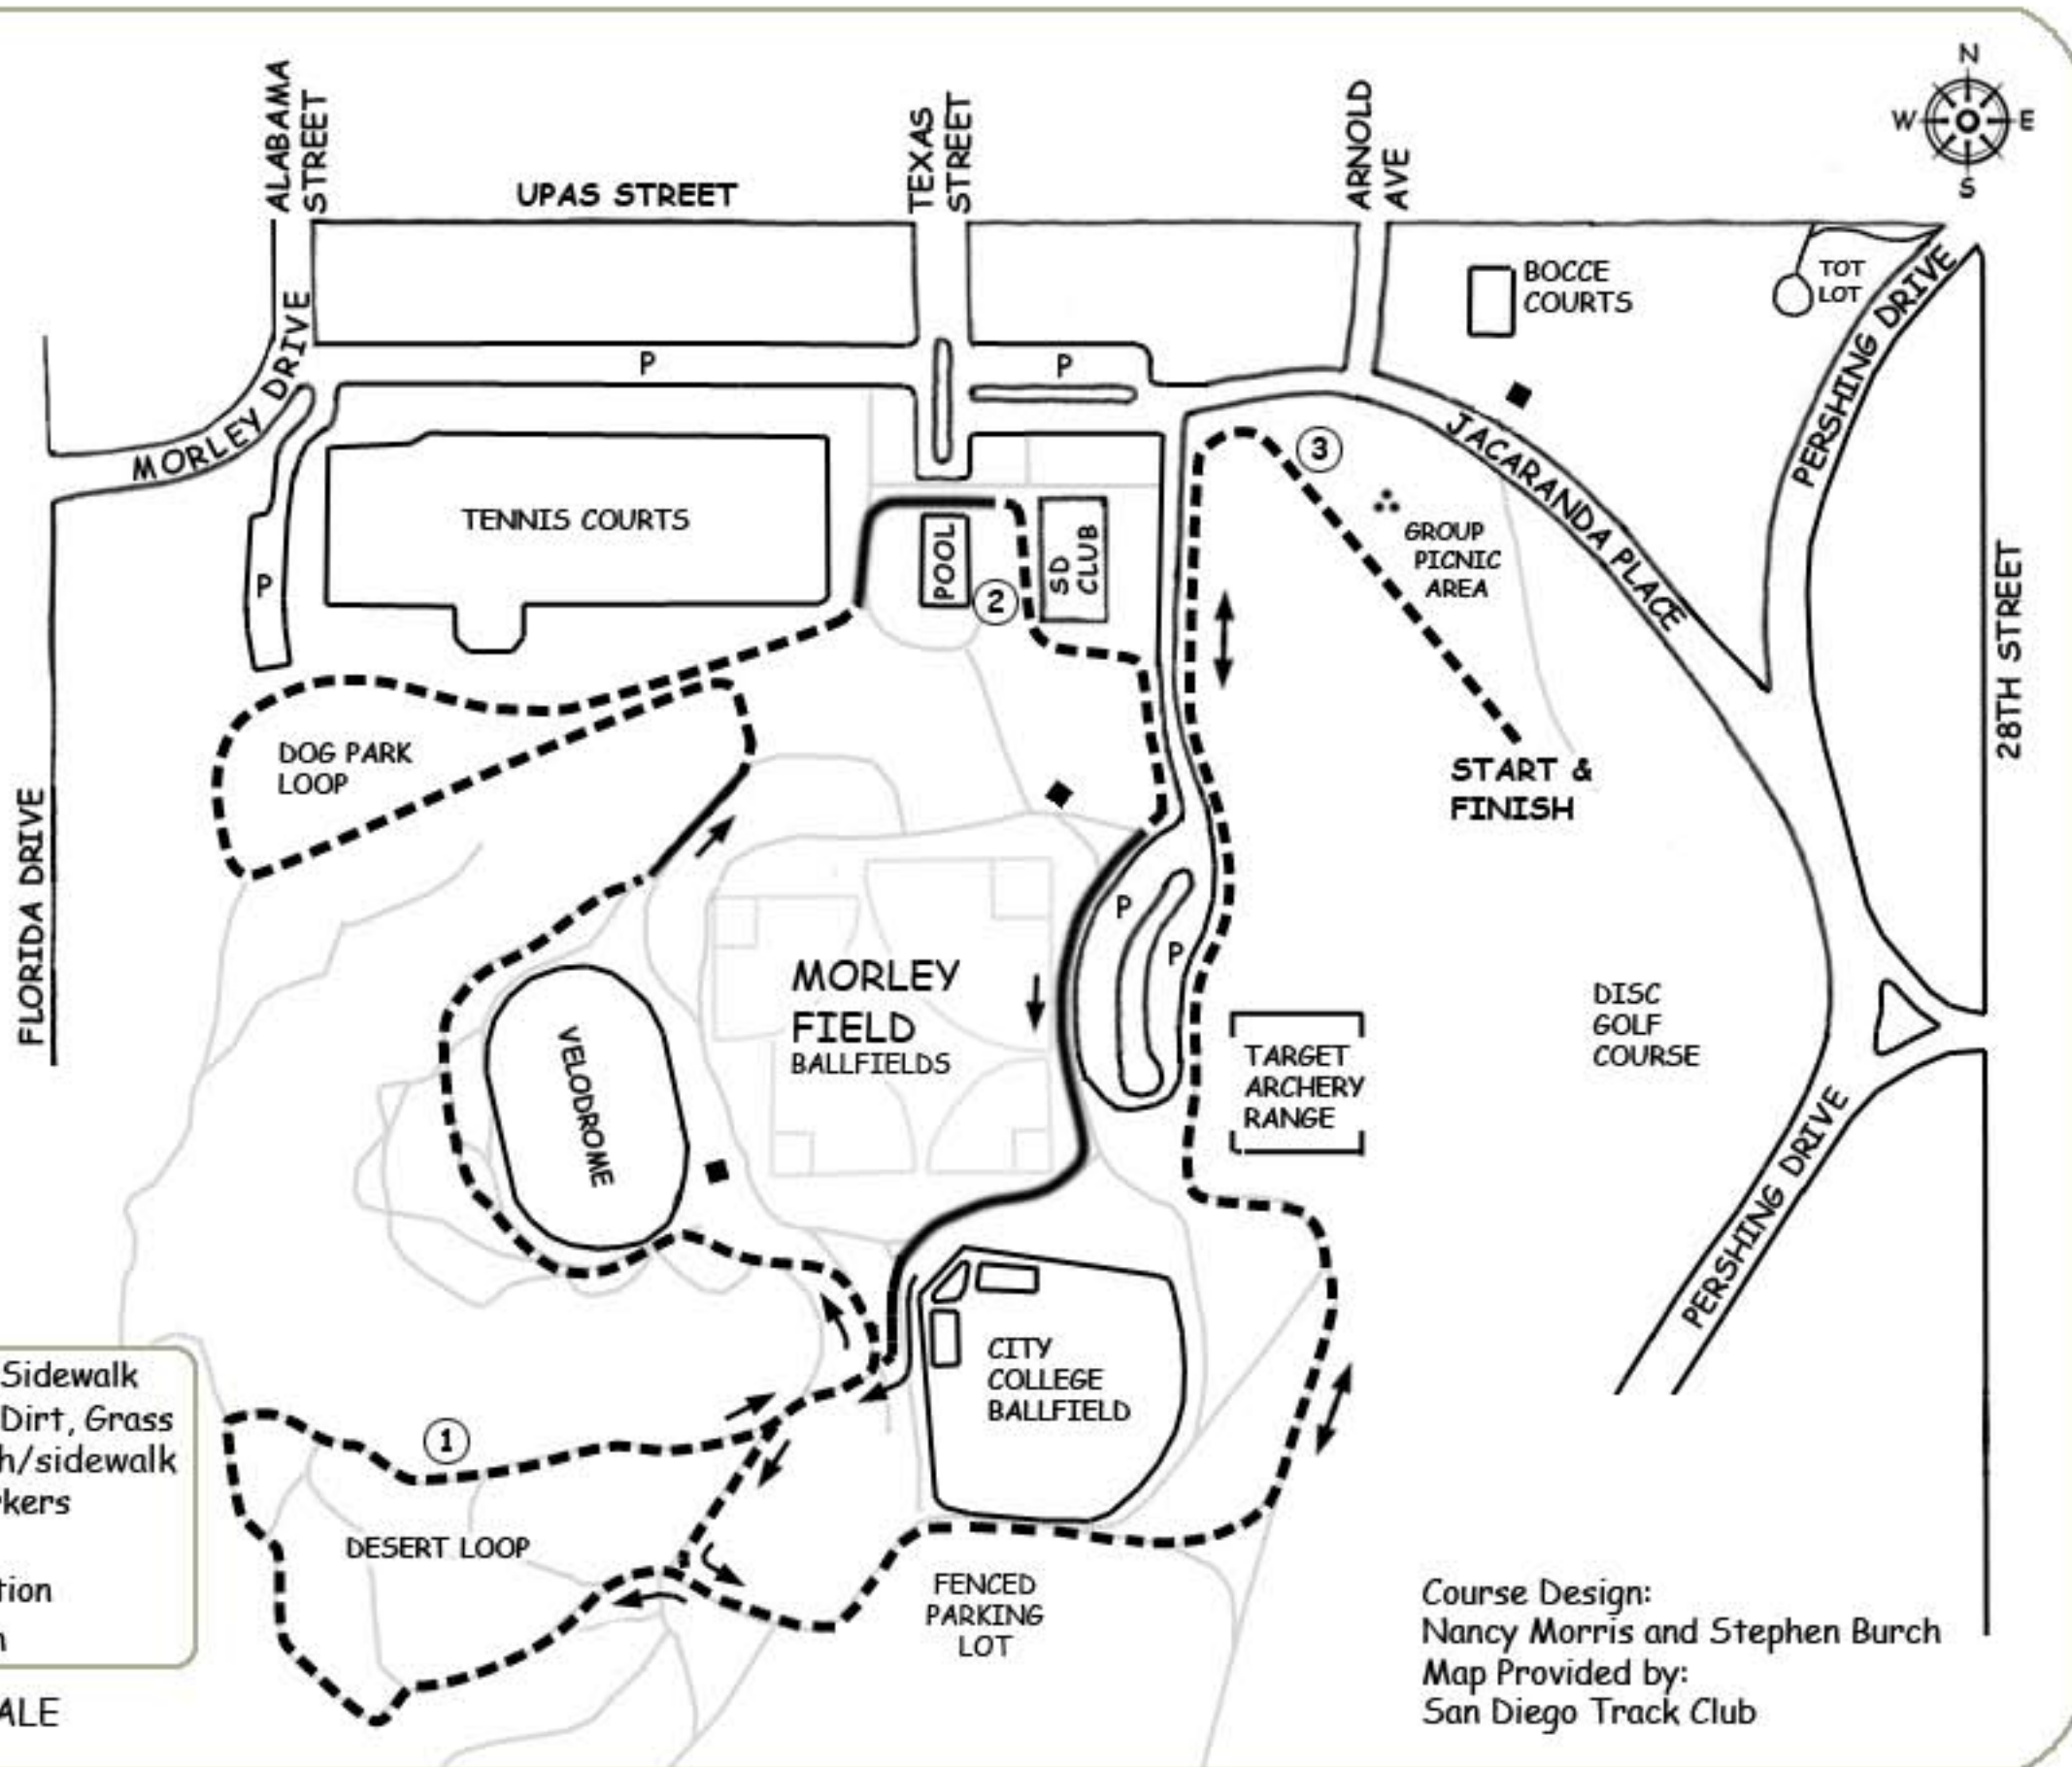 N
W
E
S
ALABAMA
STREET
TEXAS
STREET
ARNOLD
AVE
UPAS STREET
BOCCE
COURTS
TOT
LOT
PERSHING DRIVE
MORLEY DRIVE
P
P
JACARANDA PLACE
3
TENNIS COURTS
POOL
SD
CLUB
GROUP
PICNIC
AREA
P
2
28TH STREET
DOG PARK
LOOP
START &
FINISH
FLORIDA DRIVE
P
P
MORLEY
FIELD
BALLFIELDS
VELODROME
DISC
GOLF
COURSE
TARGET
ARCHERY
RANGE
PERSHING DRIVE
CITY
COLLEGE
BALLFIELD
Sidewalk
Dirt, Grass
h/sidewalk
kers
tion
1
DESERT LOOP
FENCED
PARKING
LOT
Course Design:
Nancy Morris and Stephen Burch
Map Provided by:
San Diego Track Club
ALE